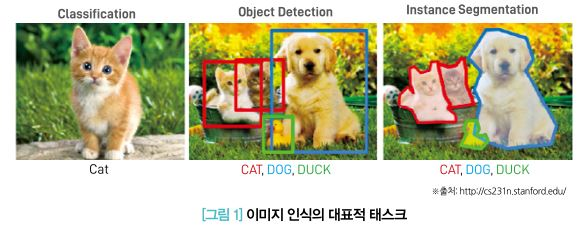 Classification
Object Detection
Instance Segmentation
Cat
CAT, DOG, DUCK
CAT, DOG, DUCK
※출처: http://cs231n.stanford.edu/
[그림 1] 이미지 인식의 대표적 태스크